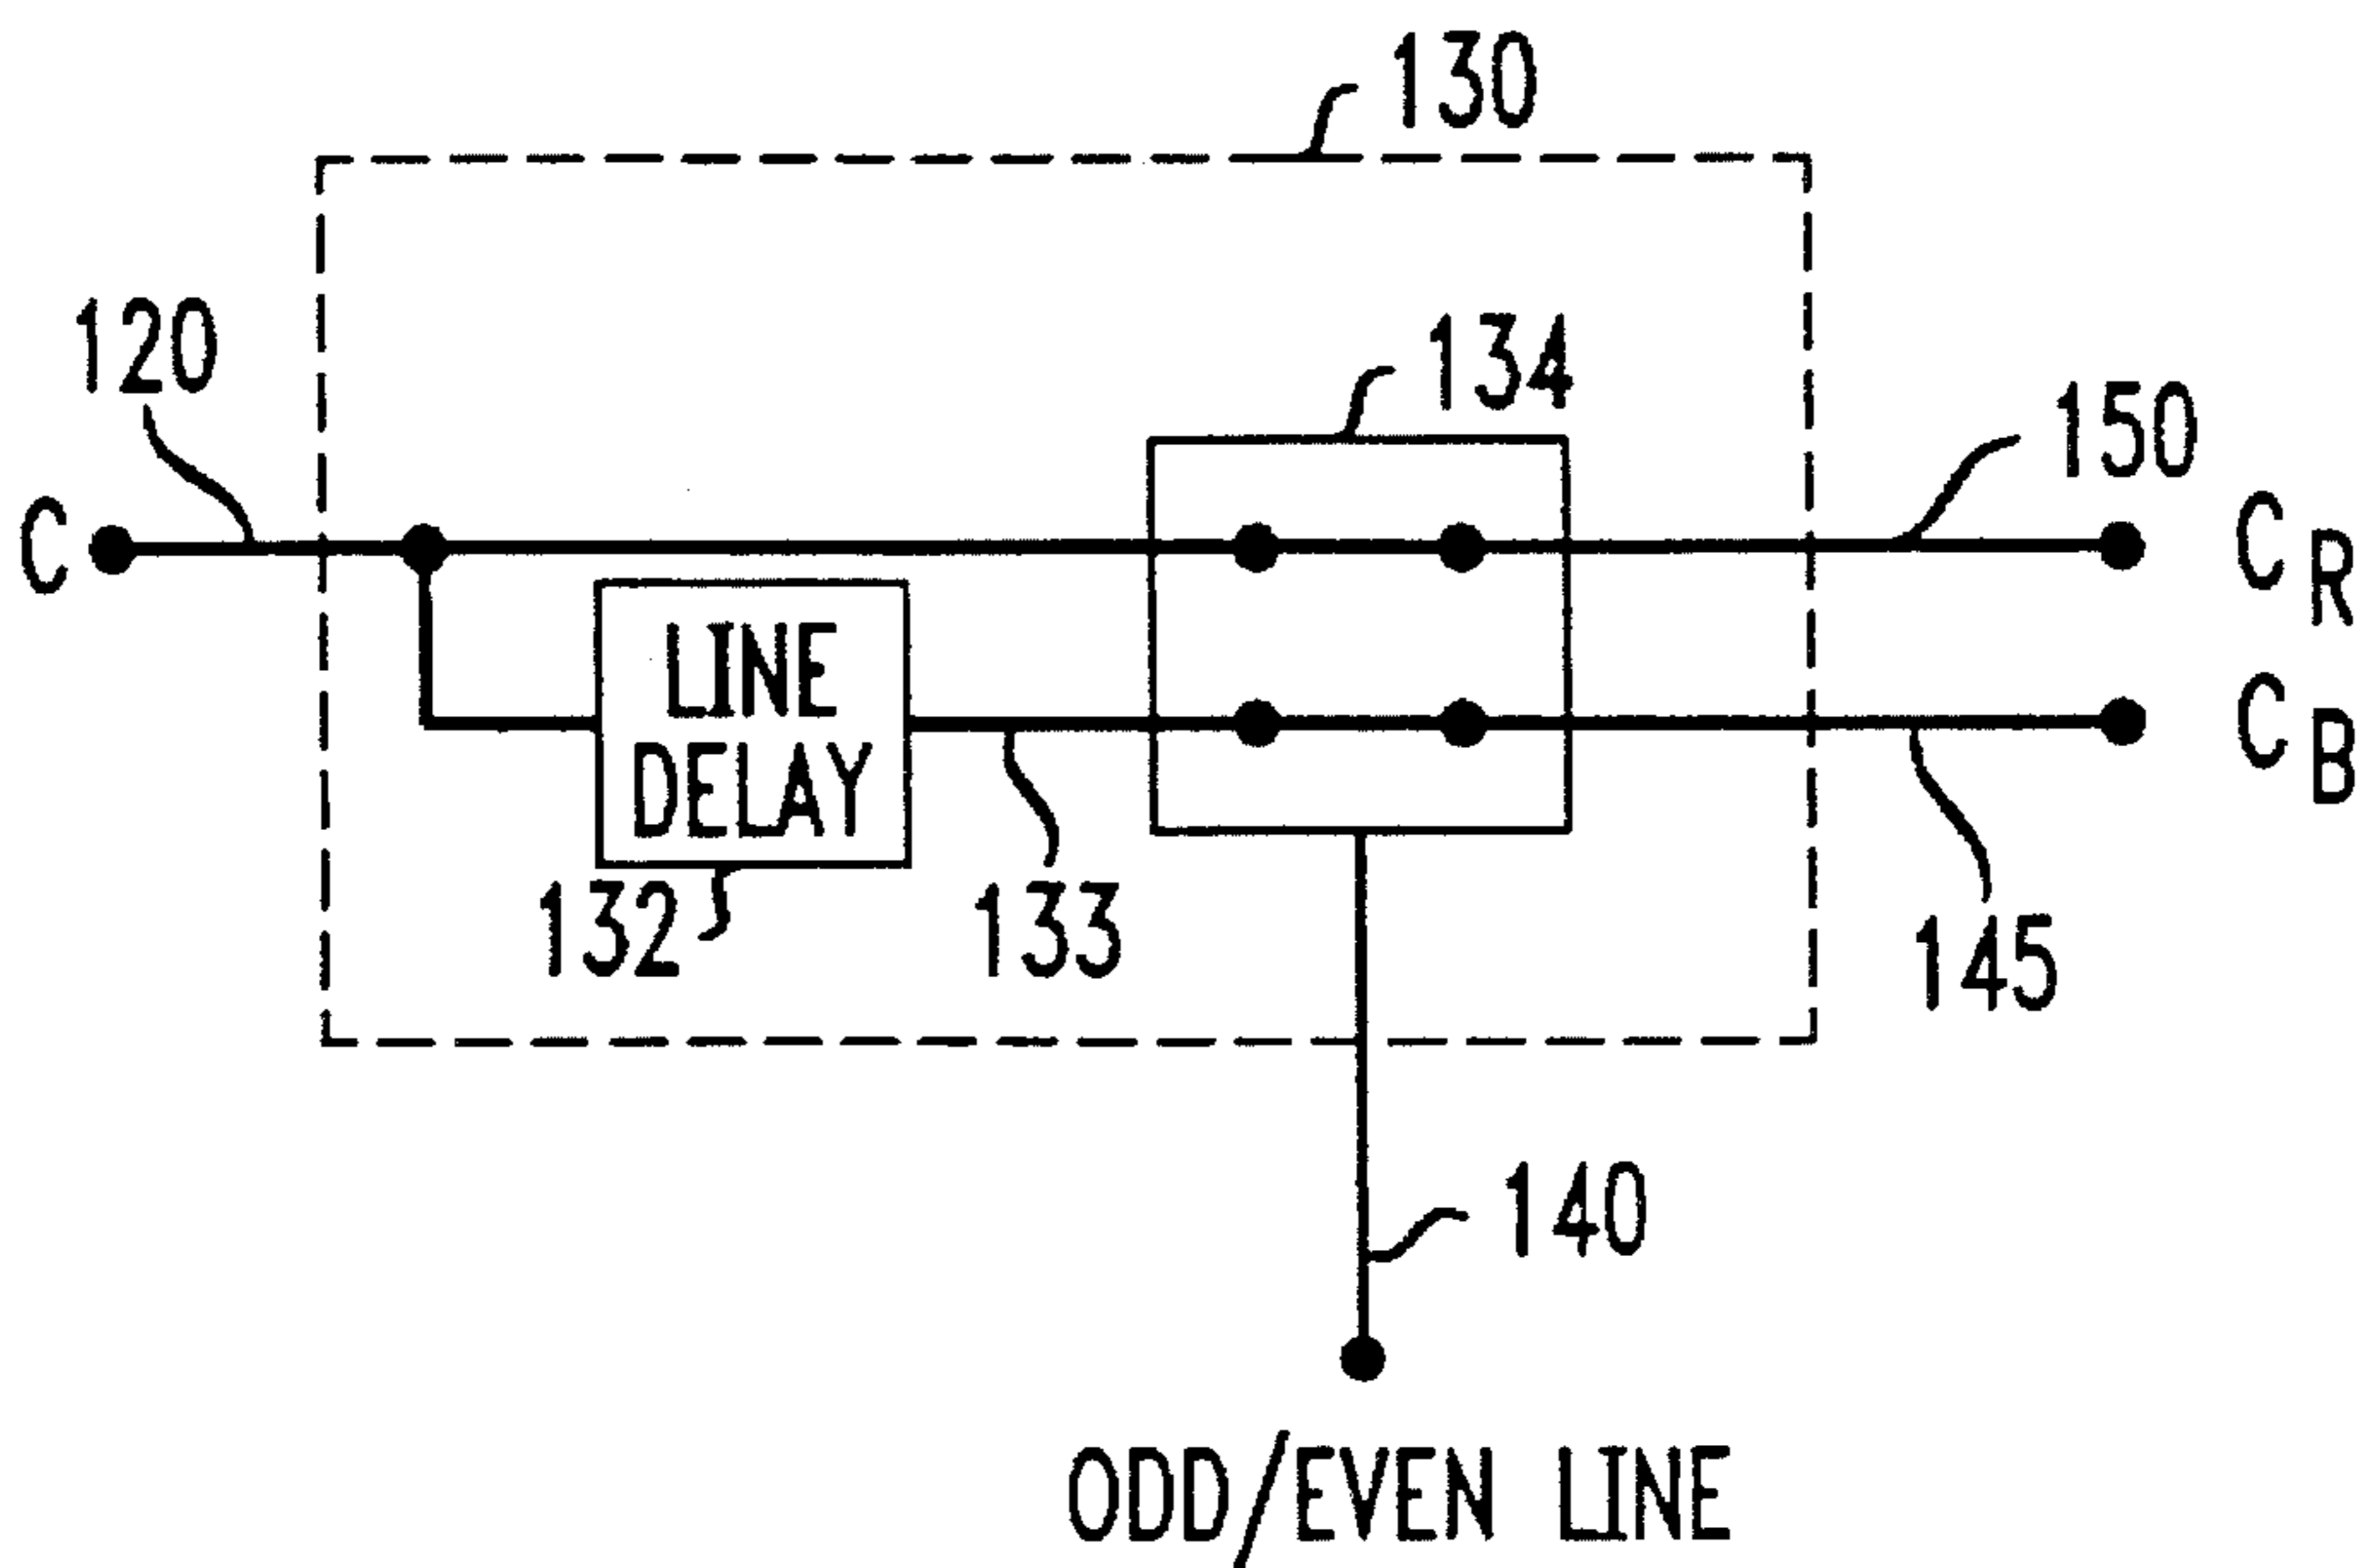 130
120
134
150
C
C R
LINE
DELAY
C B
132
133
145
140
ODD/EVEN LINE